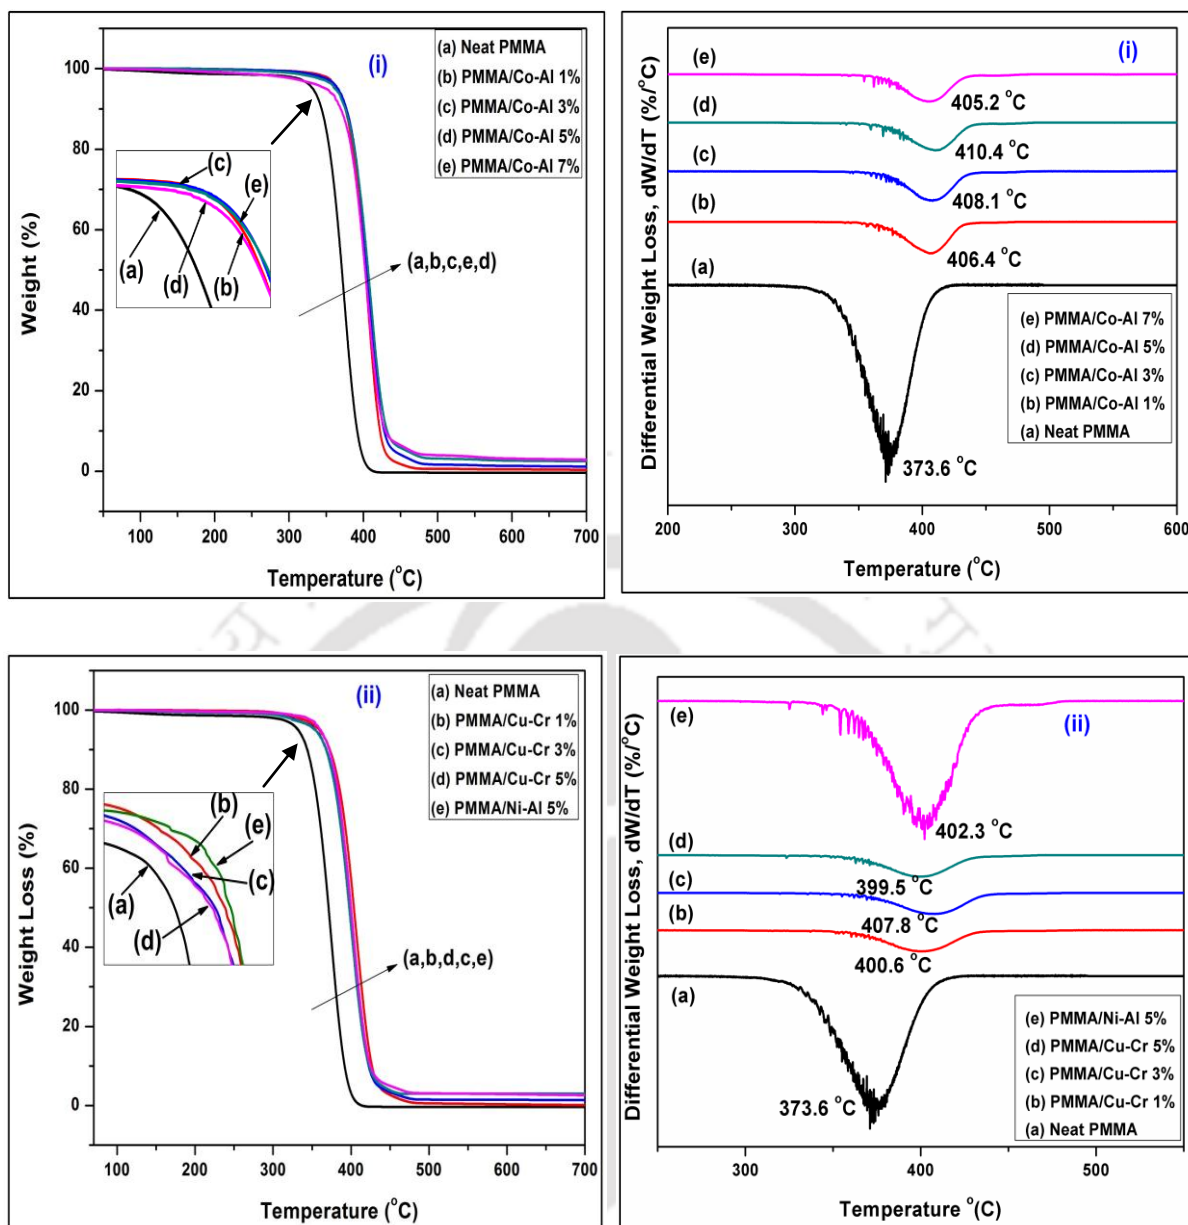 (i)
(a) Neat PMMA
(b) PMMA/Co-Al 1%
(c) PMMA/Co-Al 3%
(d) PMMA/Co-Al 5%
(e) PMMA/Co-Al 7%
100
80
60
40
20
0
Weight (%)
(c)
(e)
(a)
(d)
(b)
(a,b,c,e,d)
100 200 300 400 500 600 700
Temperature (°C)
(i)
(e)
405.2 °C
(d)
410.4 °C
(c)
408.1 °C
(b)
406.4 °C
(a)
373.6 °C
(e) PMMA/Co-Al 7%
(d) PMMA/Co-Al 5%
(c) PMMA/Co-Al 3%
(b) PMMA/Co-Al 1%
(a) Neat PMMA
Differential Weight Loss, dW/dT (%/°C)
200 300 400 500 600
Temperature (°C)
(ii)
(a) Neat PMMA
(b) PMMA/Cu-Cr 1%
(c) PMMA/Cu-Cr 3%
(d) PMMA/Cu-Cr 5%
(e) PMMA/Ni-Al 5%
100
80
60
40
20
0
Weight Loss (%)
(b)
(e)
(a)
(c)
(d)
(a,b,d,c,e)
100 200 300 400 500 600 700
Temperature (°C)
(ii)
(e)
402.3 °C
(d)
399.5 °C
(c)
407.8 °C
(b)
400.6 °C
(a)
373.6 °C
(e) PMMA/Ni-Al 5%
(d) PMMA/Cu-Cr 5%
(c) PMMA/Cu-Cr 3%
(b) PMMA/Cu-Cr 1%
(a) Neat PMMA
Differential Weight Loss, dW/dT (%/°C)
300 400 500
Temperature °(C)